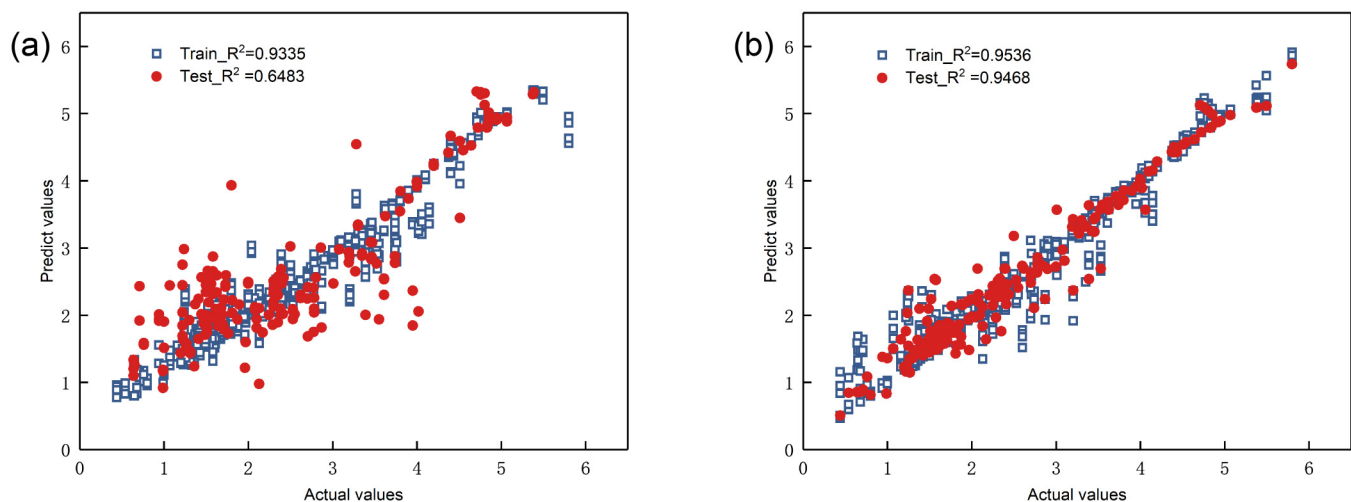 (a)
Train_R²=0.9335
Test_R² =0.6483
Predict values
6
5
4
3
2
1
0
0 1 2 3 4 5 6
Actual values
(b)
Train_R²=0.9536
Test_R² =0.9468
Predict values
6
5
4
3
2
1
0
0 1 2 3 4 5 6
Actual values